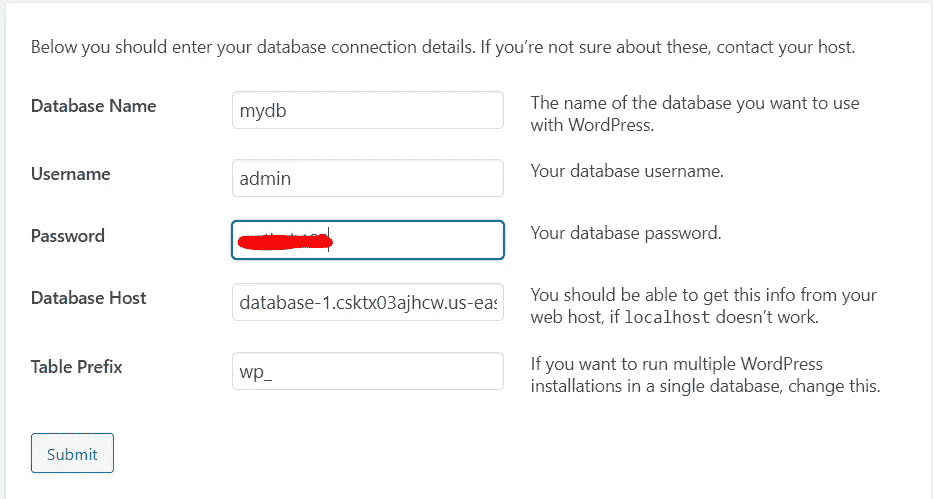 Below you should enter your database connection details. If you’re not sure about these, contact your host.
Database Name
mydb
The name of the database you want to use
with WordPress.
Username
admin
Your database username.
Password
Your database password.
Database Host
database-1.csktx03ajhcw.us-eas
You should be able to get this info from your
web host, if localhost doesn’t work.
Table Prefix
wp_
If you want to run multiple WordPress
installations in a single database, change this.
Submit